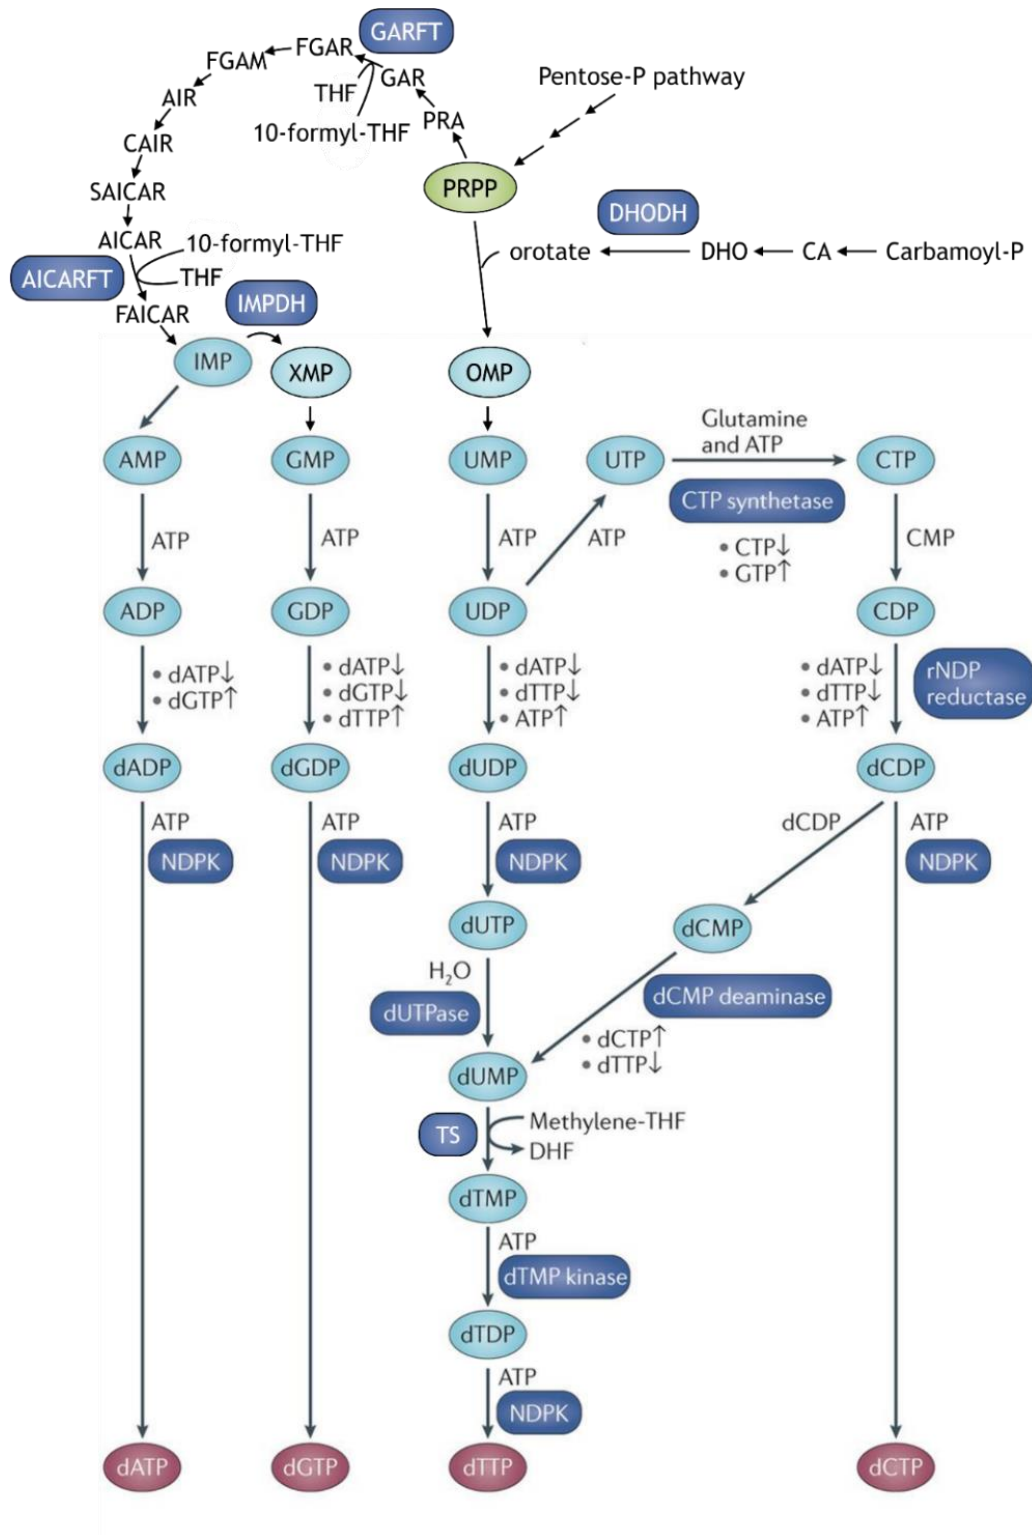 GARFT
FGAR
FGAM
GAR
Pentose-P pathway
THF
AIR
PRA
10-formyl-THF
CAIR
PRPP
SAICAR
DHODH
AICAR
10-formyl-THF
orotate
DHO
CA
Carbamoyl-P
AICARFT
THF
IMPDH
FAICAR
IMP
XMP
OMP
Glutamine
and ATP
AMP
GMP
UMP
UTP
CTP
CTP synthetase
ATP
ATP
ATP
ATP
• CTP↓
• GTP↑
CMP
ADP
GDP
UDP
CDP
• dATP↓
• dGTP↑
• dATP↓
• dGTP↓
• dTTP↑
• dATP↓
• dTTP↓
• ATP↑
• dATP↓
• dTTP↓
• ATP↑
rNDP
reductase
dADP
dGDP
dUDP
dCDP
ATP
NDPK
ATP
NDPK
ATP
NDPK
dCDP
ATP
NDPK
dUTP
dCMP
H₂O
dUTPase
dCMP deaminase
• dCTP↑
• dTTP↓
dUMP
TS
Methylene-THF
DHF
dTMP
ATP
dTMP kinase
dTDP
ATP
NDPK
dATP
dGTP
dTTP
dCTP